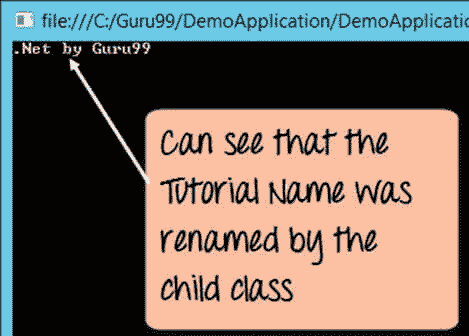 file:///C:/Guru99/DemoApplication/DemoApplicatio
.Net by Guru99
Can see that the
Tutorial Name was
renamed by the
child class